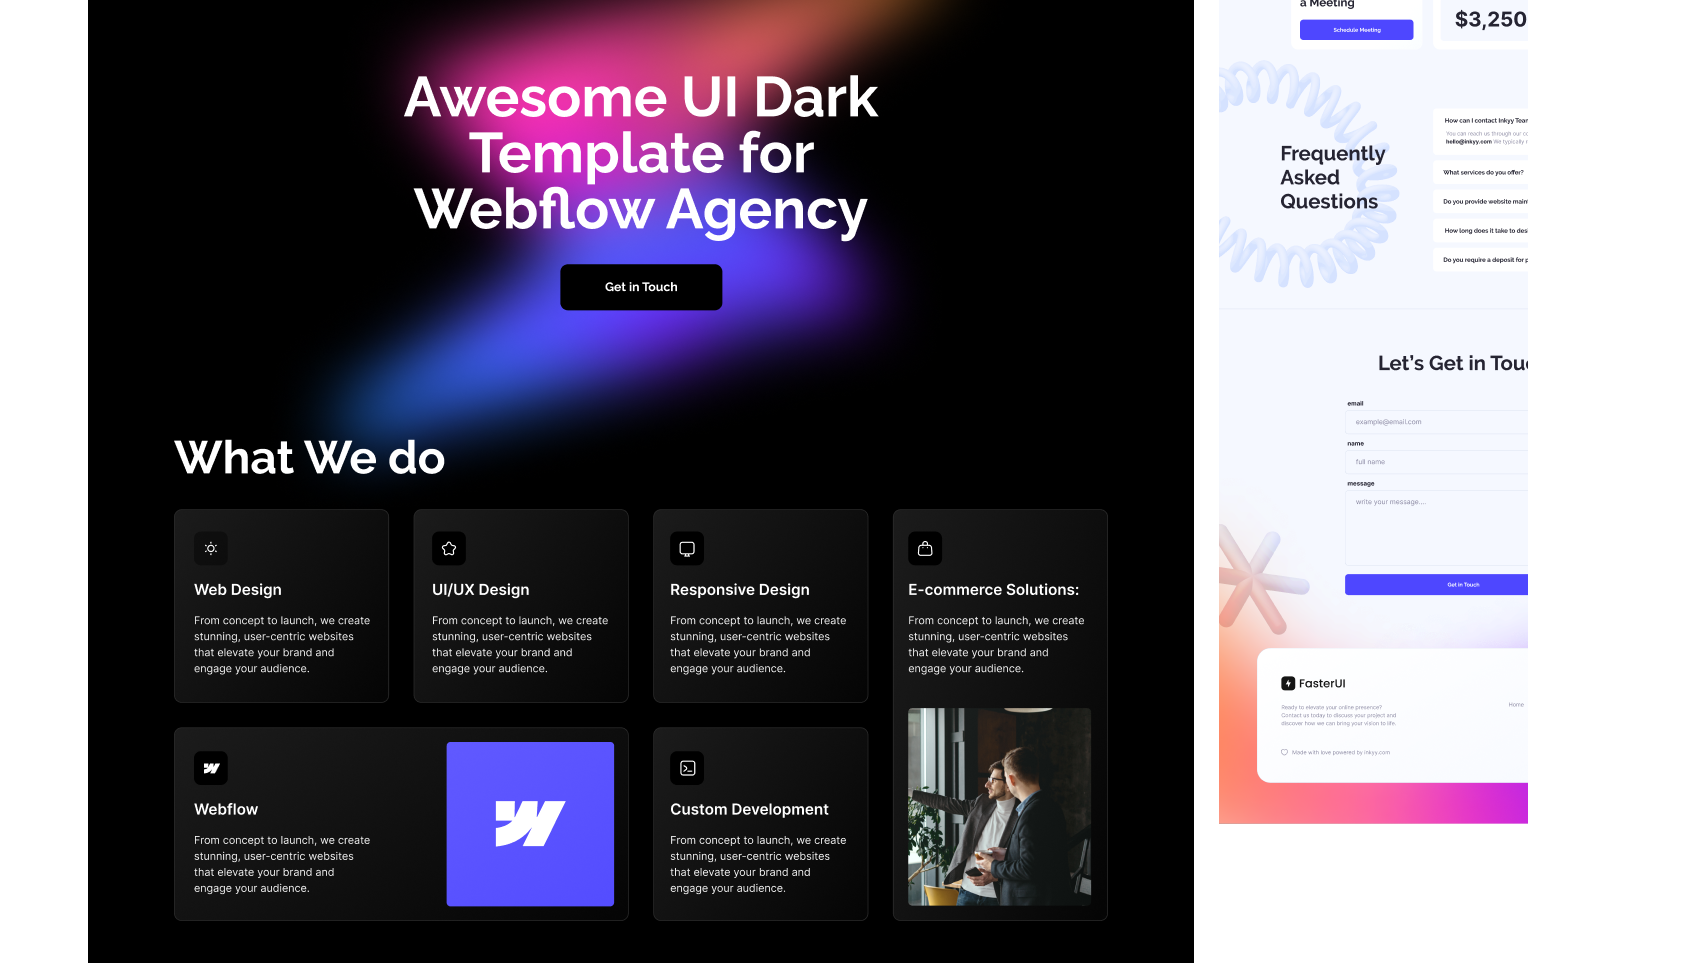 Awesome UI Dark
Template for
Webflow Agency
Get in Touch
What We do
Web Design
From concept to launch, we create
stunning, user-centric websites
that elevate your brand and
engage your audience.
UI/UX Design
From concept to launch, we create
stunning, user-centric websites
that elevate your brand and
engage your audience.
Responsive Design
From concept to launch, we create
stunning, user-centric websites
that elevate your brand and
engage your audience.
E-commerce Solutions:
From concept to launch, we create
stunning, user-centric websites
that elevate your brand and
engage your audience.
Webflow
From concept to launch, we create
stunning, user-centric websites
that elevate your brand and
engage your audience.
Custom Development
From concept to launch, we create
stunning, user-centric websites
that elevate your brand and
engage your audience.
a Meeting
Schedule Meeting
$3,250
Frequently
Asked
Questions
How can I contact Inkyy Team
You can reach us through our
hello@inkyy.com We typically
What services do you offer?
Do you provide website
How long does it take to
Do you require a deposit for
Let's Get in
email
example@email.com
name
full name
message
write your message...
Get in Touch
FasterUI
Ready to elevate your online presence?
Contact us today to discuss your project and
discover how we can bring your vision to life.
Home
Made with love powered by inkyy.com